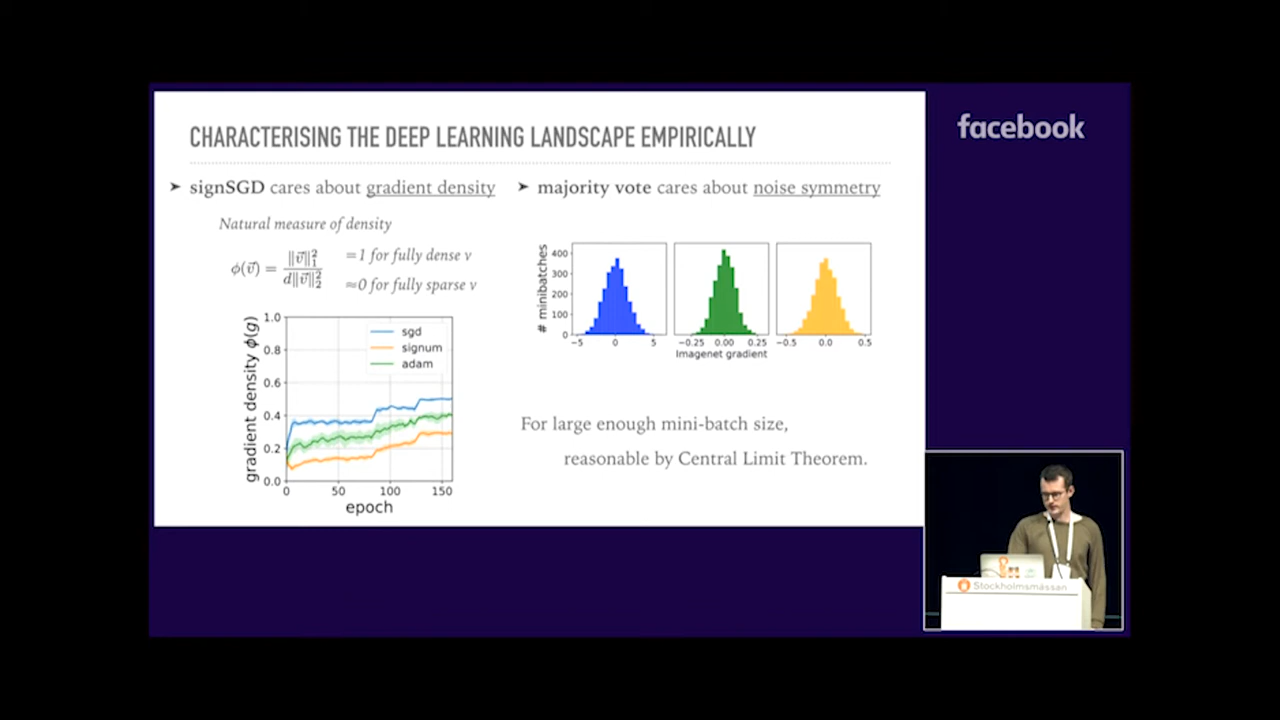 CHARACTERISING THE DEEP LEARNING LANDSCAPE EMPIRICALLY
facebook
➤ signSGD cares about gradient density
Natural measure of density
ϕ(v⃗) = ‖v⃗‖₁² / d‖v⃗‖₂²
=1 for fully dense v
≈0 for fully sparse v
gradient density ϕ(g)
1.0
0.8
0.6
0.4
0.2
0.0
sgd
signum
adam
0 50 100 150
epoch
➤ majority vote cares about noise symmetry
# minibatches
400
300
200
100
0
−5 0 5
−0.25 0.00 0.25
−0.5 0.0 0.5
Imagenet gradient
For large enough mini-batch size,
reasonable by Central Limit Theorem.
Stockholmsmässan